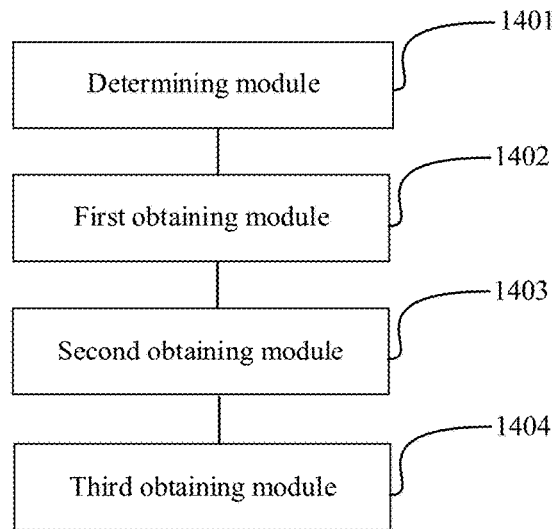 1401
Determining module
1402
First obtaining module
1403
Second obtaining module
1404
Third obtaining module